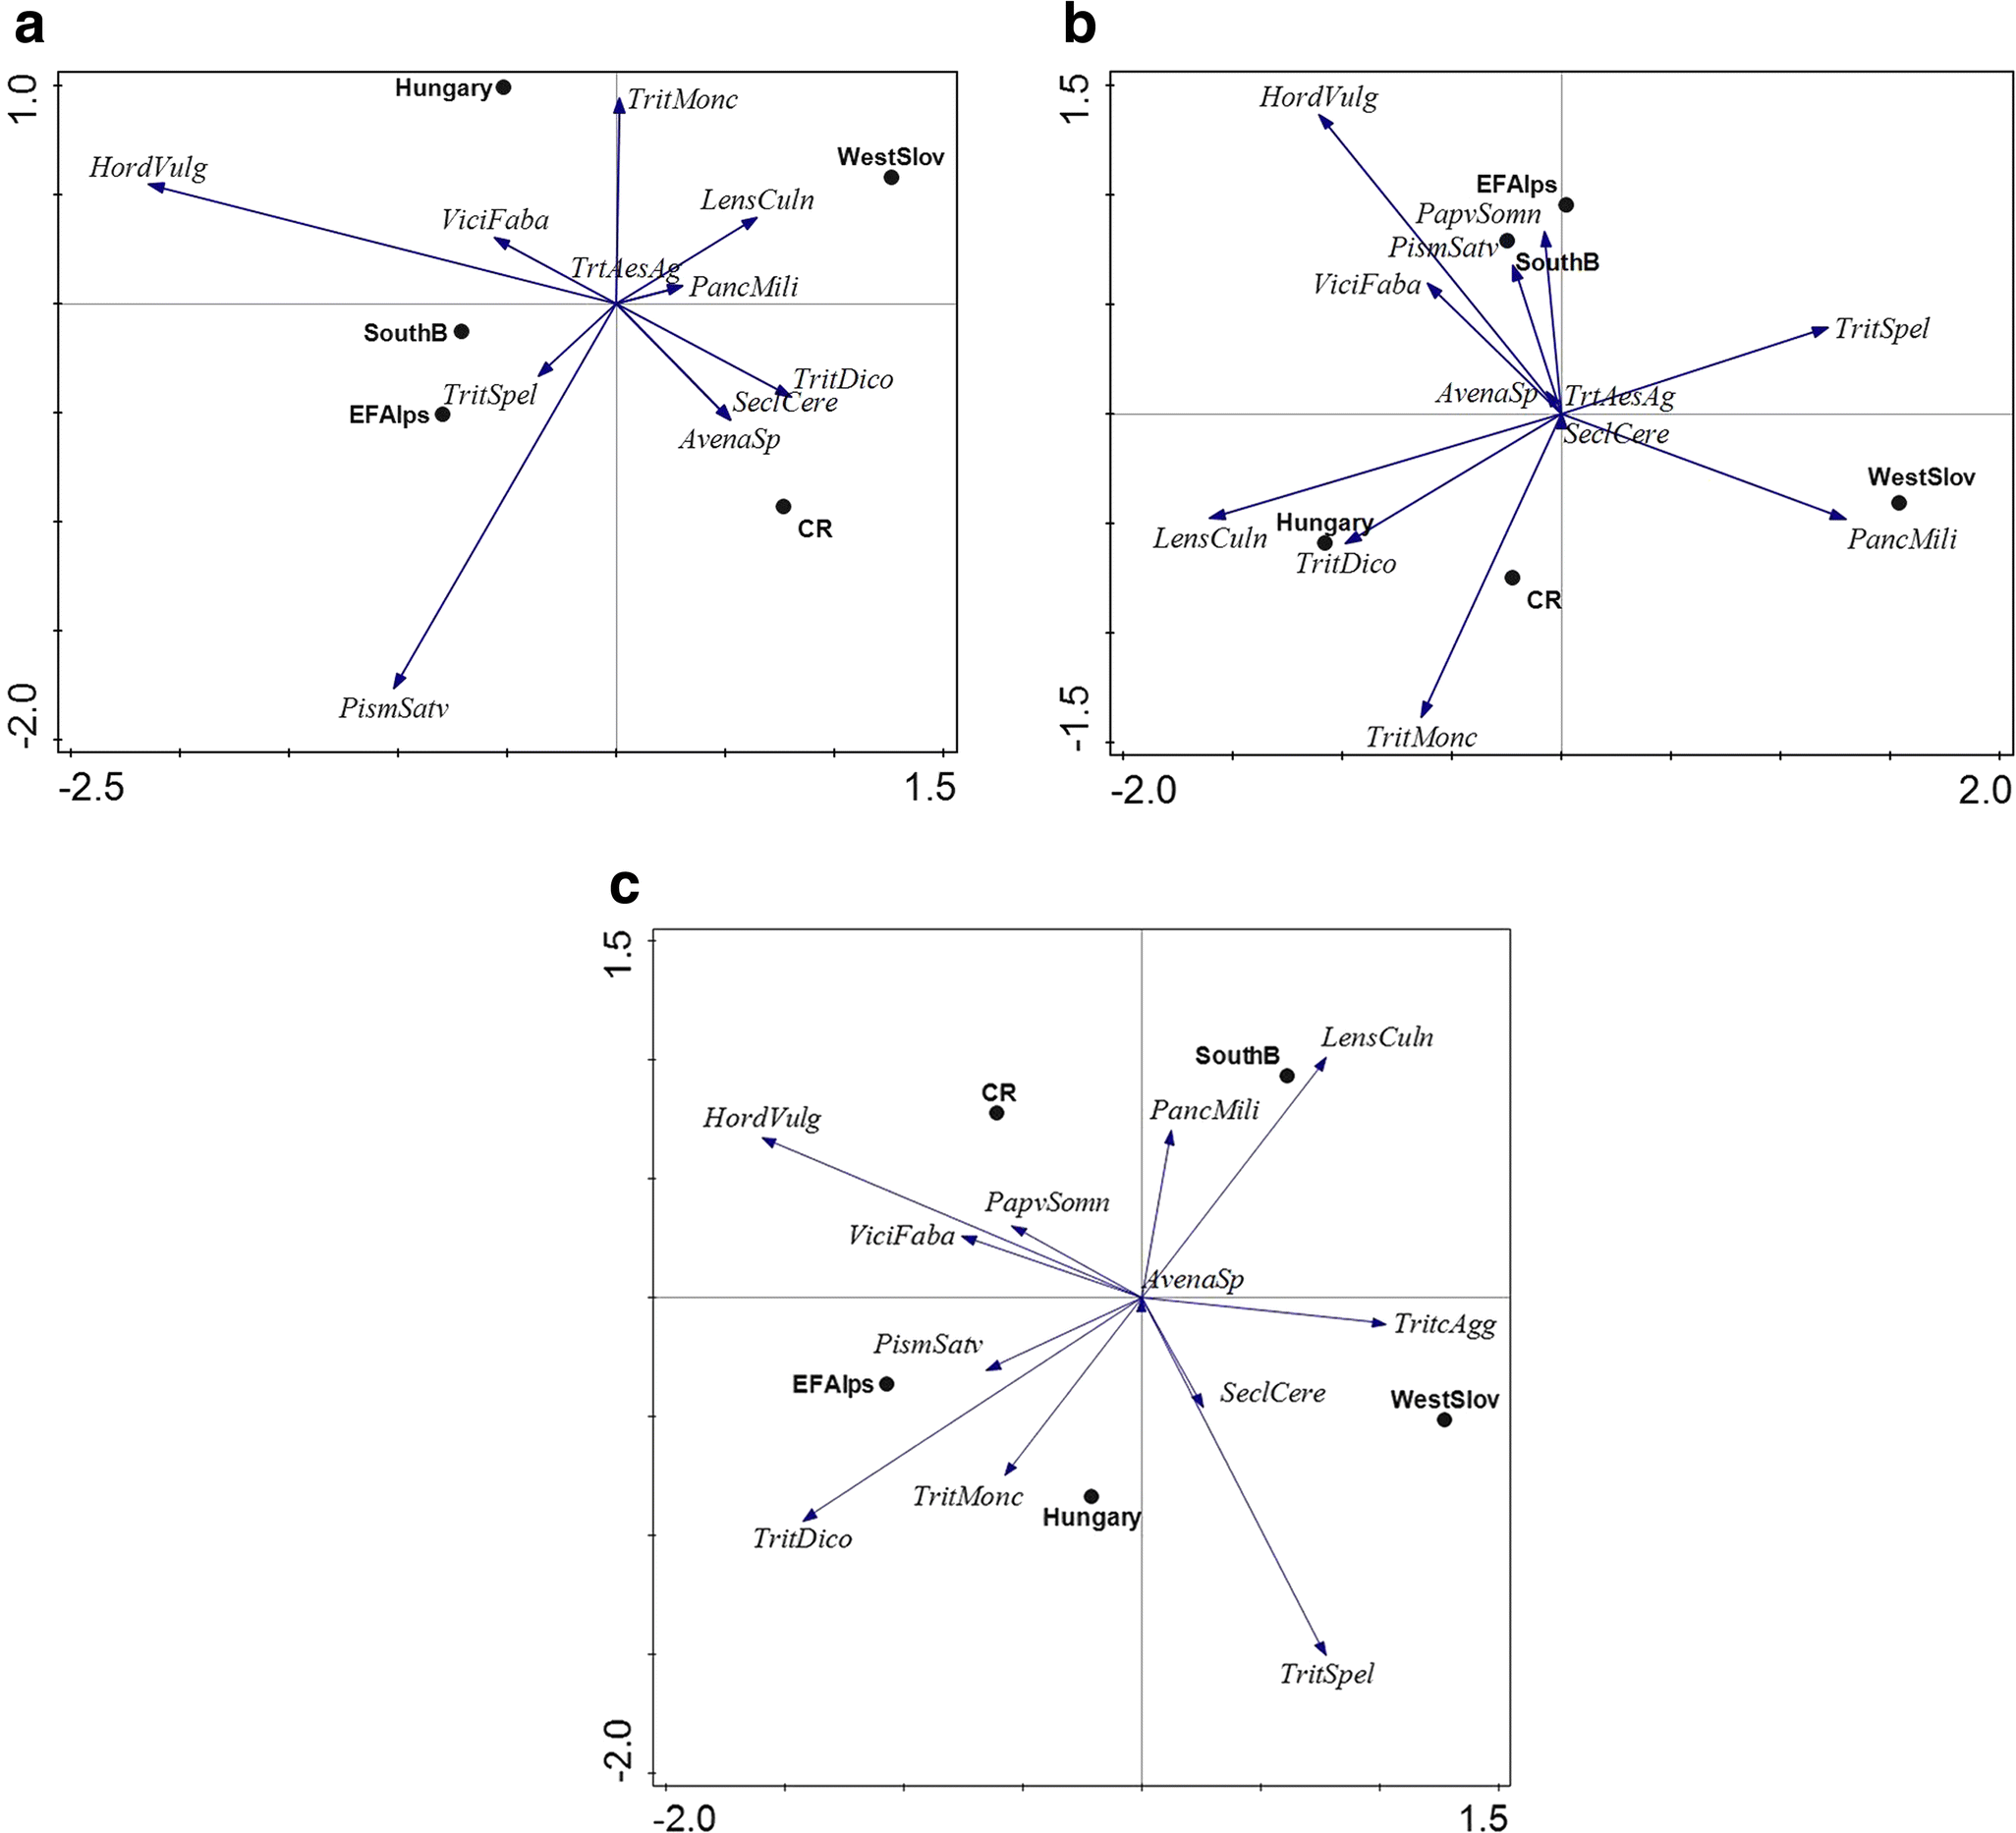 a
1.0
Hungary
TritMonc
WestSlov
HordVulg
LensCuln
ViciFaba
TrtAesAg
PancMili
SouthB
TritSpel
TritDico
SeclCere
EFAlps
AvenaSp
CR
PismSatv
-2.0
-2.5
1.5
b
1.5
HordVulg
EFAlps
PapvSomn
PismSatv
SouthB
ViciFaba
TritSpel
AvenaSp
TrtAesAg
SeclCere
WestSlov
Hungary
LensCuln
PancMili
TritDico
CR
TritMonc
-1.5
-2.0
2.0
c
1.5
LensCuln
SouthB
CR
PancMili
HordVulg
PapvSomn
ViciFaba
AvenaSp
TritcAgg
PismSatv
EFAlps
SeclCere
WestSlov
TritMonc
Hungary
TritDico
TritSpel
-2.0
-2.0
1.5